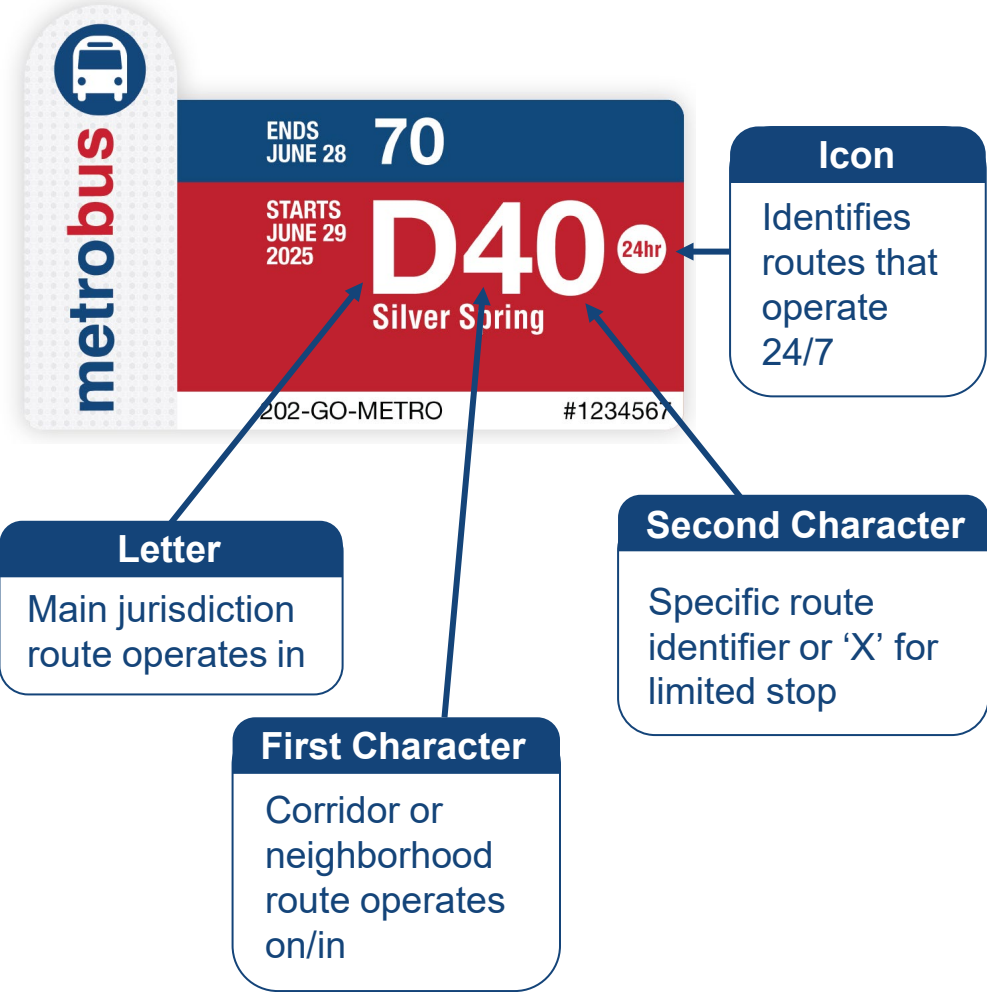 metrobus
ENDS
JUNE 28
70
STARTS
JUNE 29
2025
D40
24hr
Silver Spring
202-GO-METRO
#1234567
Icon
Identifies
routes that
operate
24/7
Letter
Main jurisdiction
route operates in
Second Character
Specific route
identifier or ‘X’ for
limited stop
First Character
Corridor or
neighborhood
route operates
on/in